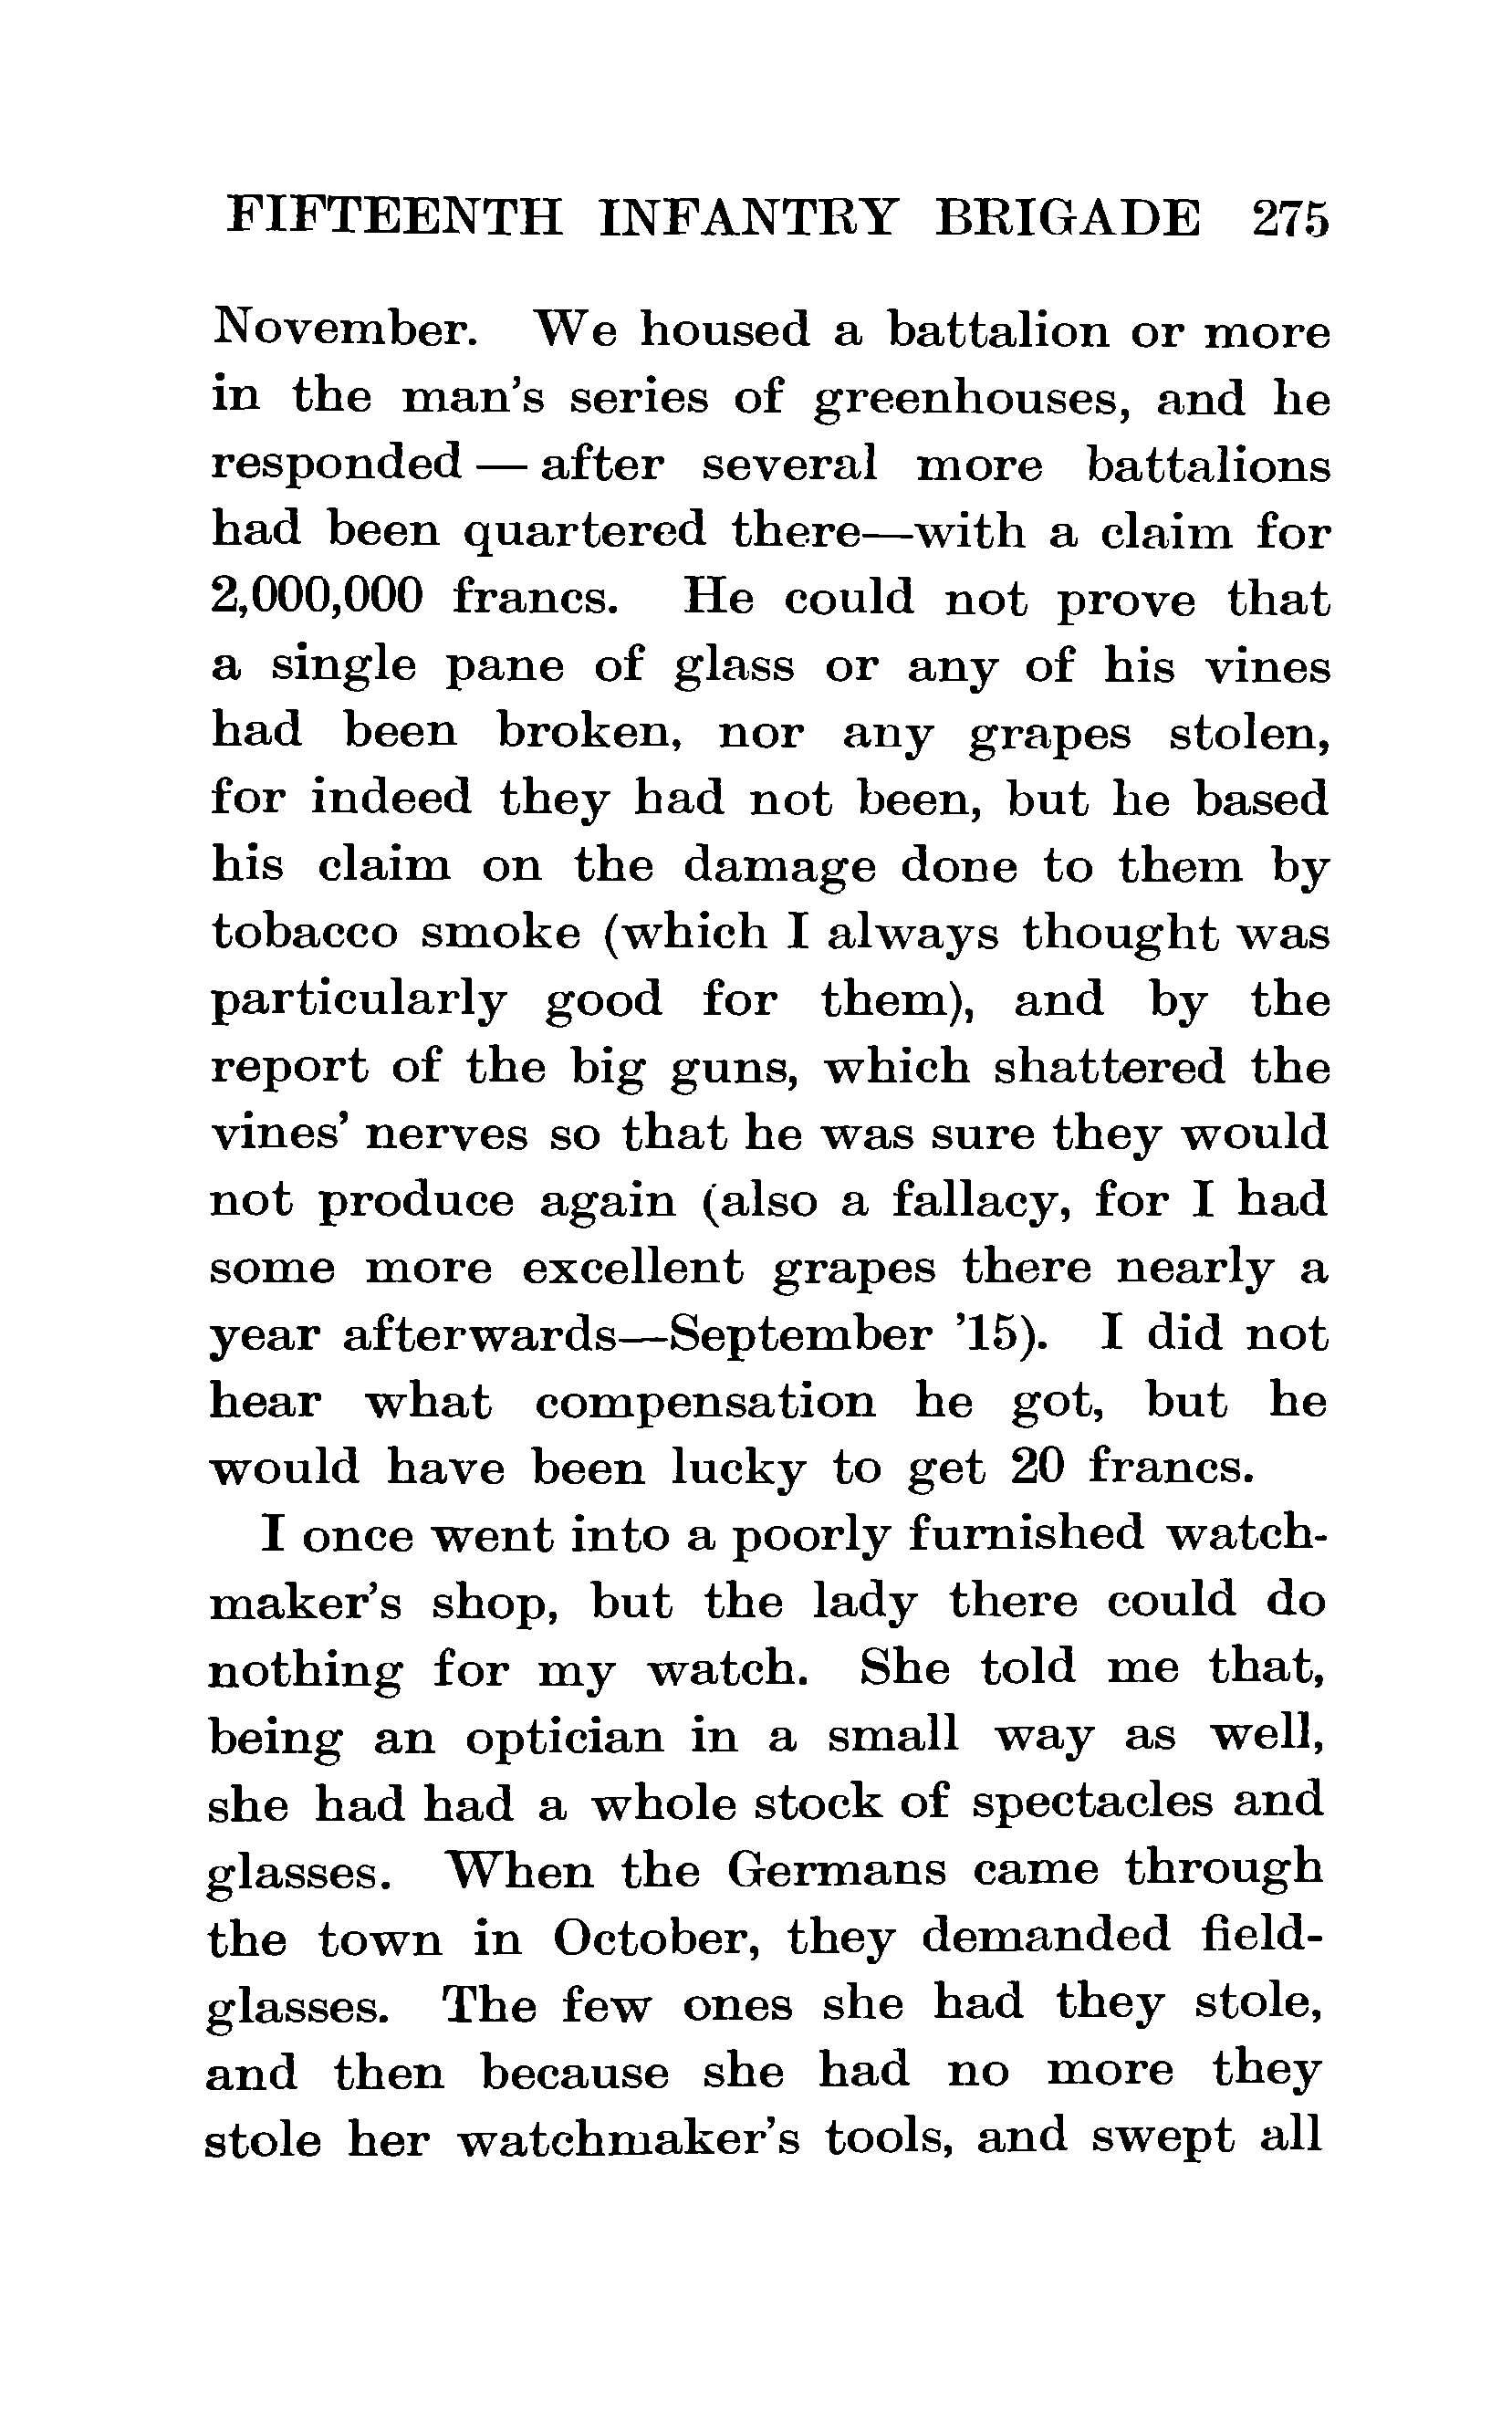 FIFTEENTH INFANTRY BRIGADE 275
November. We housed a battalion or more
in the man's series of greenhouses, and he
responded — after several more battalions
had been quartered there—with a claim for
2,000,000 francs. He could not prove that
a single pane of glass or any of his vines
had been broken, nor any grapes stolen,
for indeed they had not been, but he based
his claim on the damage done to them by
tobacco smoke (which I always thought was
particularly good for them), and by the
report of the big guns, which shattered the
vines' nerves so that he was sure they would
not produce again (also a fallacy, for I had
some more excellent grapes there nearly a
year afterwards—September '15). I did not
hear what compensation he got, but he
would have been lucky to get 20 francs.
I once went into a poorly furnished watch-
maker's shop, but the lady there could do
nothing for my watch. She told me that,
being an optician in a small way as well,
she had had a whole stock of spectacles and
glasses. When the Germans came through
the town in October, they demanded field-
glasses. The few ones she had they stole,
and then because she had no more they
stole her watchmaker's tools, and swept all